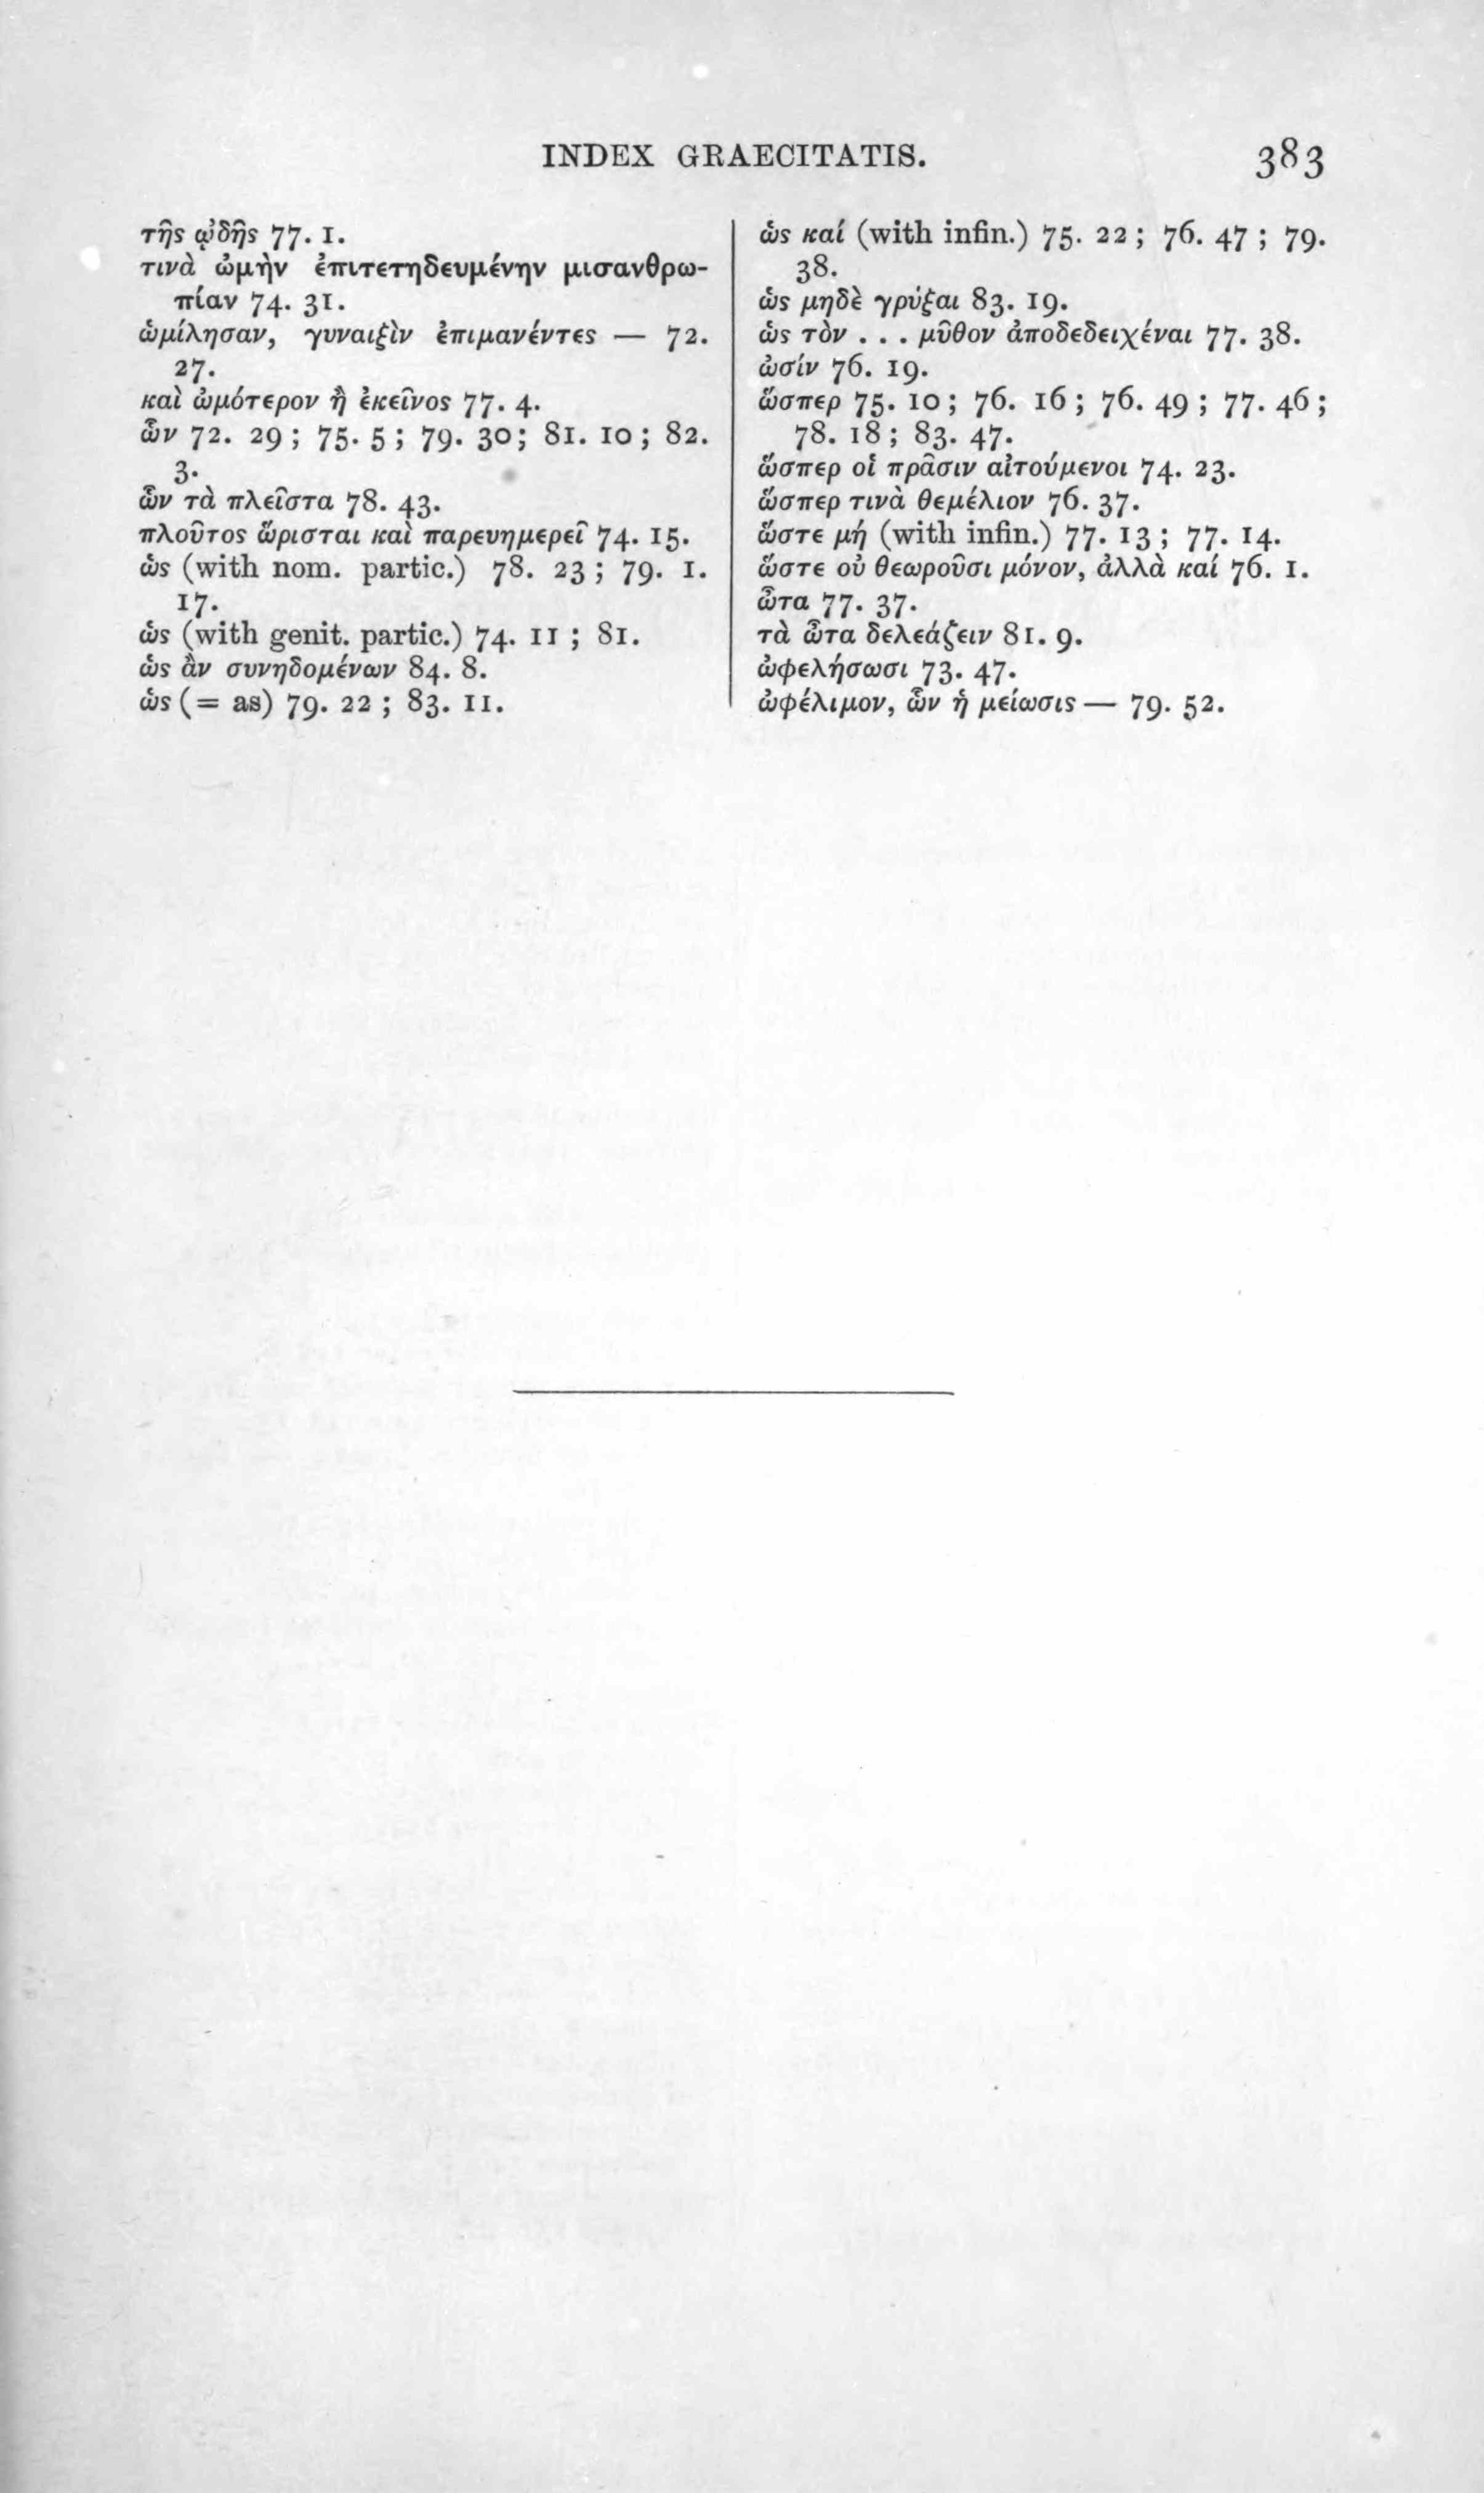 INDEX GRAECITATIS. 383
τῆς ᾠδῆς 77. 1.
τινὰ ὠμὴν ἐπιτετηδευμένην μισανθρω-
πίαν 74. 31.
ὡμίλησαν, γυναιξὶν ἐπιμανέντες — 72.
27.
καὶ ὠμότερον ἢ ἐκεῖνος 77. 4.
ὧν 72. 29; 75. 5; 79. 30; 81. 10; 82.
3.
ὧν τὰ πλεῖστα 78. 43.
πλοῦτος ὥρισται καὶ παρευημερεῖ 74. 15.
ὡς (with nom. partic.) 78. 23; 79. 1.
17.
ὡς (with genit. partic.) 74. 11; 81.
ὡς ἂν συνηδομένων 84. 8.
ὡς (= as) 79. 22; 83. 11.
ὡς καί (with infin.) 75. 22; 76. 47; 79.
38.
ὡς μηδὲ γρύξαι 83. 19.
ὡς τὸν . . . μῦθον ἀποδεδειχέναι 77. 38.
ὠσίν 76. 19.
ὥσπερ 75. 10; 76. 16; 76. 49; 77. 46;
78. 18; 83. 47.
ὥσπερ οἱ πρᾶσιν αἰτούμενοι 74. 23.
ὥσπερ τινὰ θεμέλιον 76. 37.
ὥστε μή (with infin.) 77. 13; 77. 14.
ὥστε οὐ θεωροῦσι μόνον, ἀλλὰ καί 76. 1.
ὦτα 77. 37.
τὰ ὦτα δελεάζειν 81. 9.
ὠφελήσωσι 73. 47.
ὠφέλιμον, ὧν ἡ μείωσις — 79. 52.